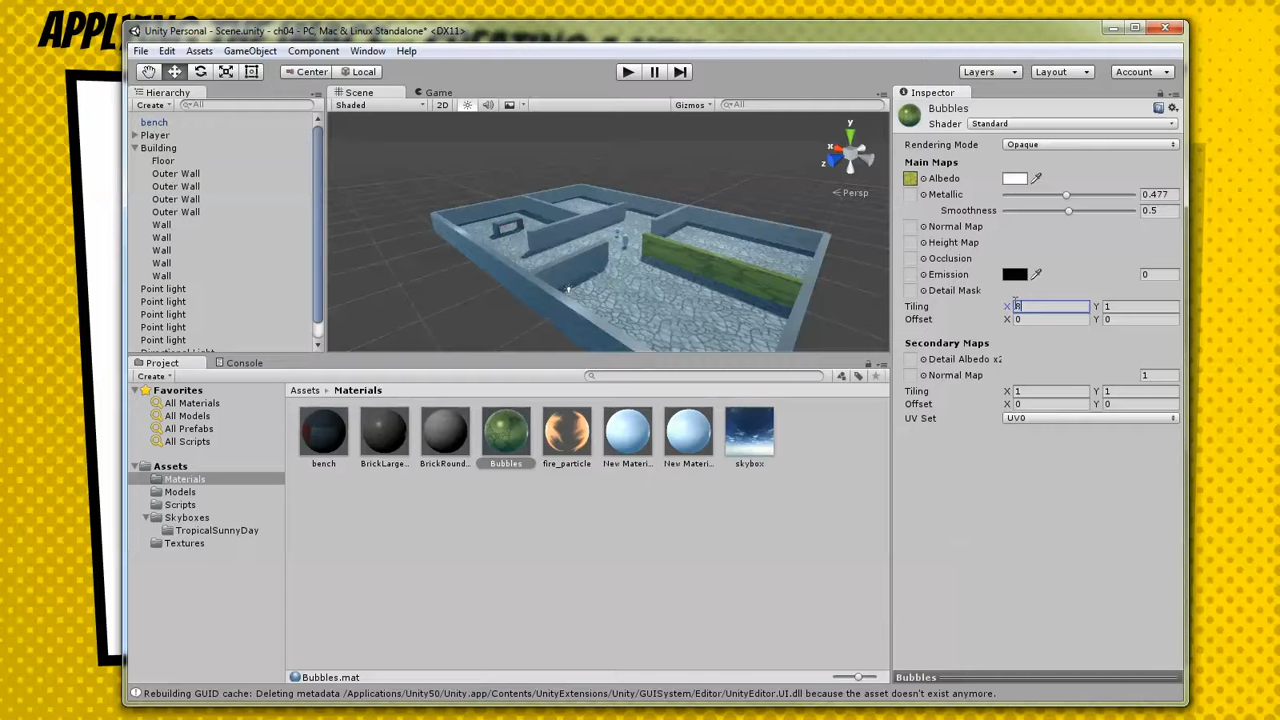 APPL
Unity Personal - Scene.unity - ch04 - PC, Mac & Linux Standalone* <DX11>
File Edit Assets GameObject Component Window Help
Center Local Layers Layout Account
Hierarchy
Create All
bench
Player
Building
Floor
Outer Wall
Outer Wall
Outer Wall
Outer Wall
Wall
Wall
Wall
Wall
Wall
Point light
Point light
Point light
Point light
Point light
Scene Game
Shaded 2D Gizmos All
y
x
z
Persp
Project Console
Create
Favorites
All Materials
All Models
All Prefabs
All Scripts
Assets
Materials
Models
Scripts
Skyboxes
TropicalSunnyDay
Textures
Assets Materials
bench BrickLarge... BrickRoun... Bubbles fire_particle New Materi... New Materi... skybox
Bubbles.mat
Inspector
Bubbles
Shader Standard
Rendering Mode Opaque
Main Maps
Albedo
Metallic 0.477
Smoothness 0.5
Normal Map
Height Map
Occlusion
Emission 0
Detail Mask
Tiling X 8 Y 1
Offset X 0 Y 0
Secondary Maps
Detail Albedo x2
Normal Map 1
Tiling X 1 Y 1
Offset X 0 Y 0
UV Set UV0
Bubbles
Rebuilding GUID cache: Deleting metadata /Applications/Unity50/Unity.app/Contents/UnityExtensions/Unity/GUISystem/Editor/UnityEditor.UI.dll because the asset doesn't exist anymore.